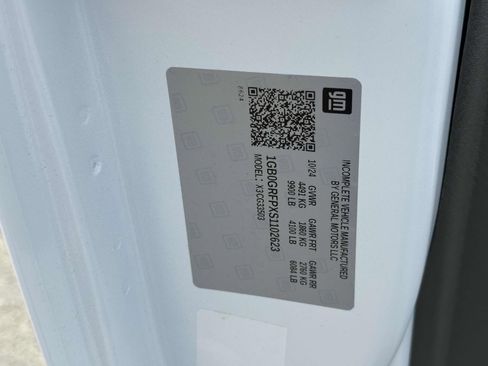 gm
INCOMPLETE VEHICLE MANUFACTURED
BY GENERAL MOTORS LLC
10/24 GVWR GAWR FRT GAWR RR
4491 KG 1860 KG 2760 KG
9900 LB 4100 LB 6084 LB
1GB0GRFPXS1102623
MODEL: X3CG33503